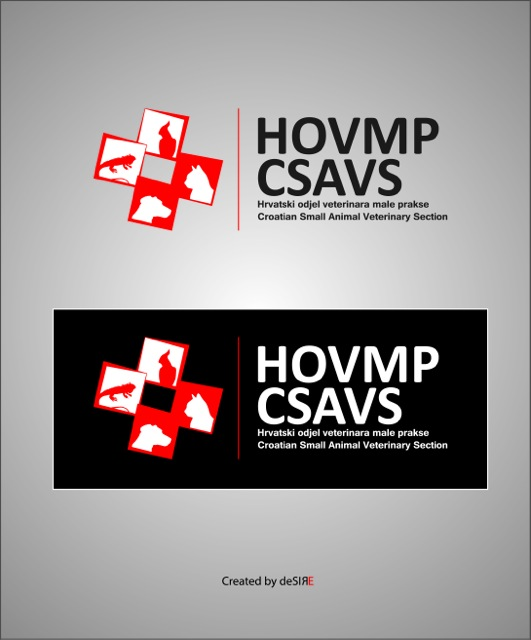 HOVMP
CSAVS
Hrvatski odjel veterinara male prakse
Croatian Small Animal Veterinary Section
HOVMP
CSAVS
Hrvatski odjel veterinara male prakse
Croatian Small Animal Veterinary Section
Created by deSIRE